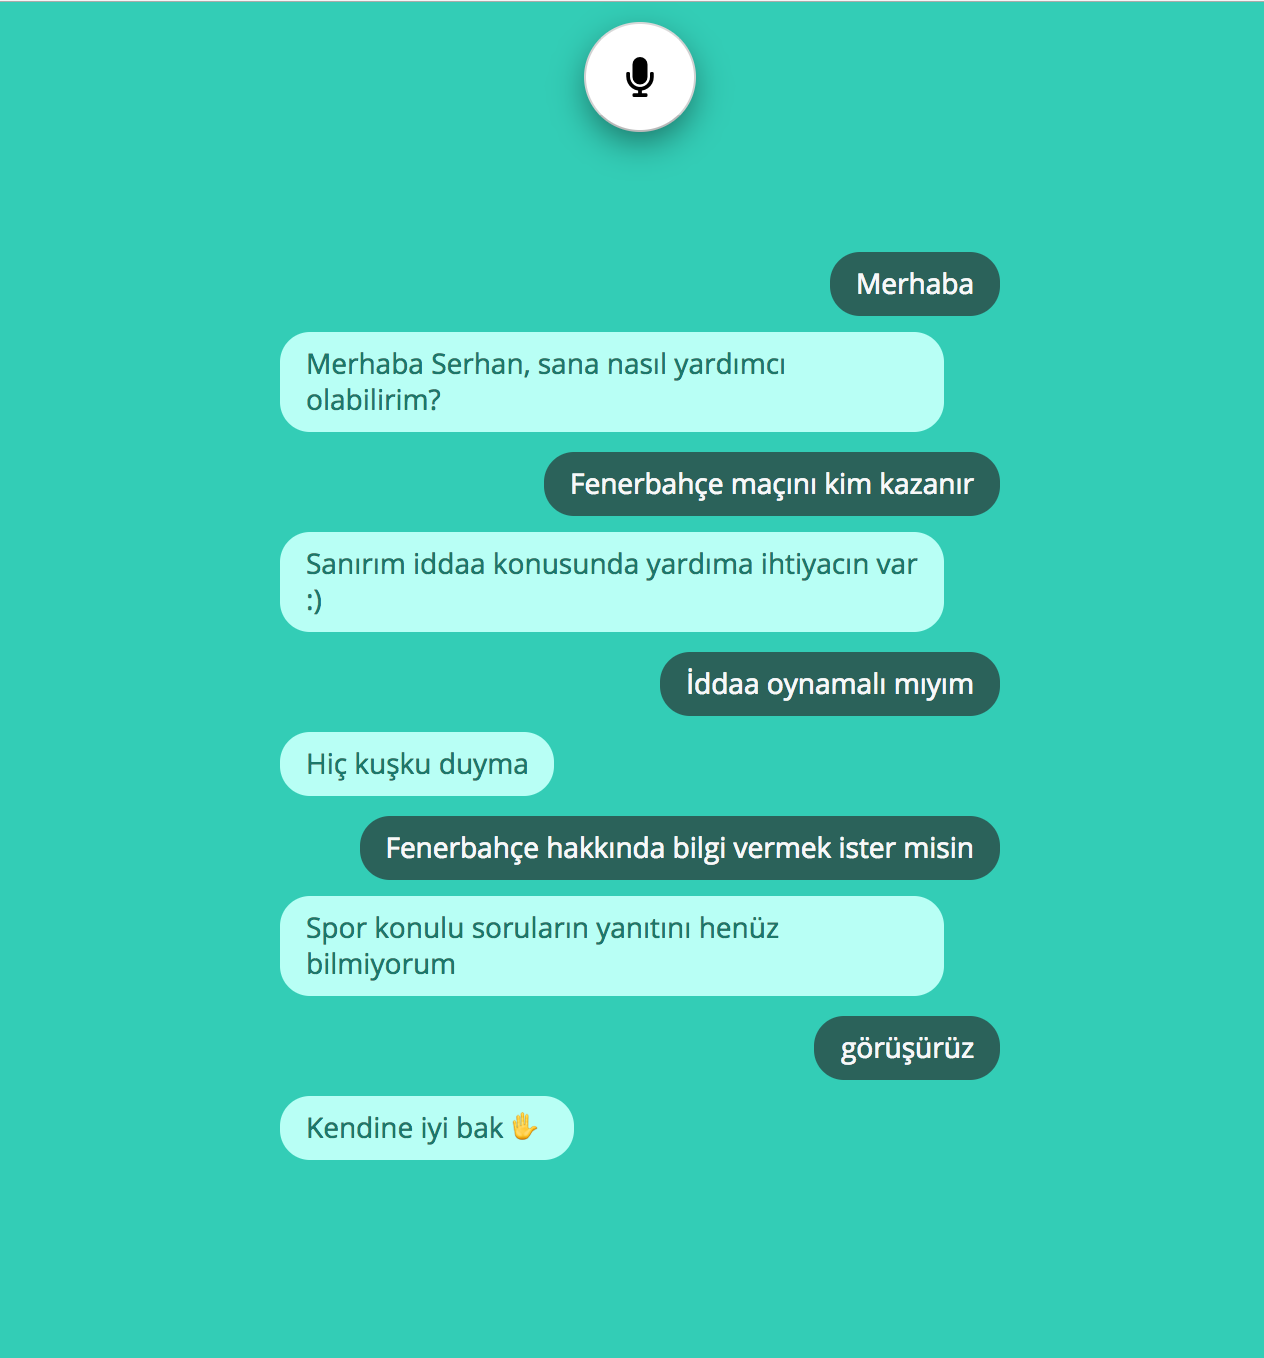 Merhaba
Merhaba Serhan, sana nasıl yardımcı
olabilirim?
Fenerbahçe maçını kim kazanır
Sanırım iddaa konusunda yardıma ihtiyacın var
:)
İddaa oynamalı mıyım
Hiç kuşku duyma
Fenerbahçe hakkında bilgi vermek ister misin
Spor konulu soruların yanıtını henüz
bilmiyorum
görüşürüz
Kendine iyi bak ✋